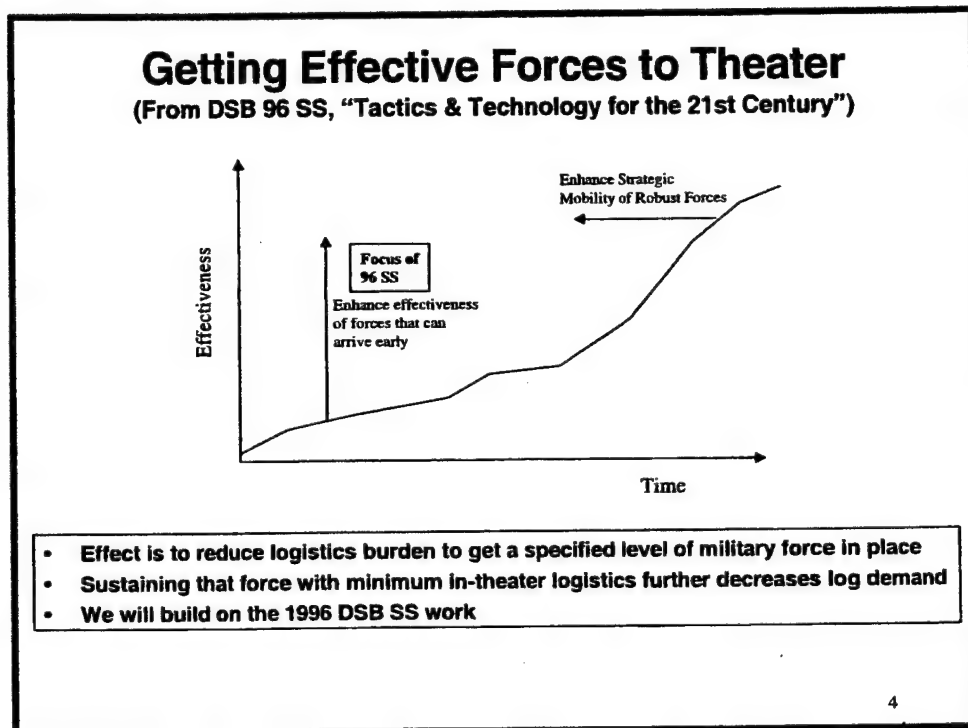 Getting Effective Forces to Theater
(From DSB 96 SS, “Tactics & Technology for the 21st Century”)
Enhance Strategic
Mobility of Robust Forces
Focus of
96 SS
Enhance effectiveness
of forces that can
arrive early
Effectiveness
Time
• Effect is to reduce logistics burden to get a specified level of military force in place
• Sustaining that force with minimum in-theater logistics further decreases log demand
• We will build on the 1996 DSB SS work
4